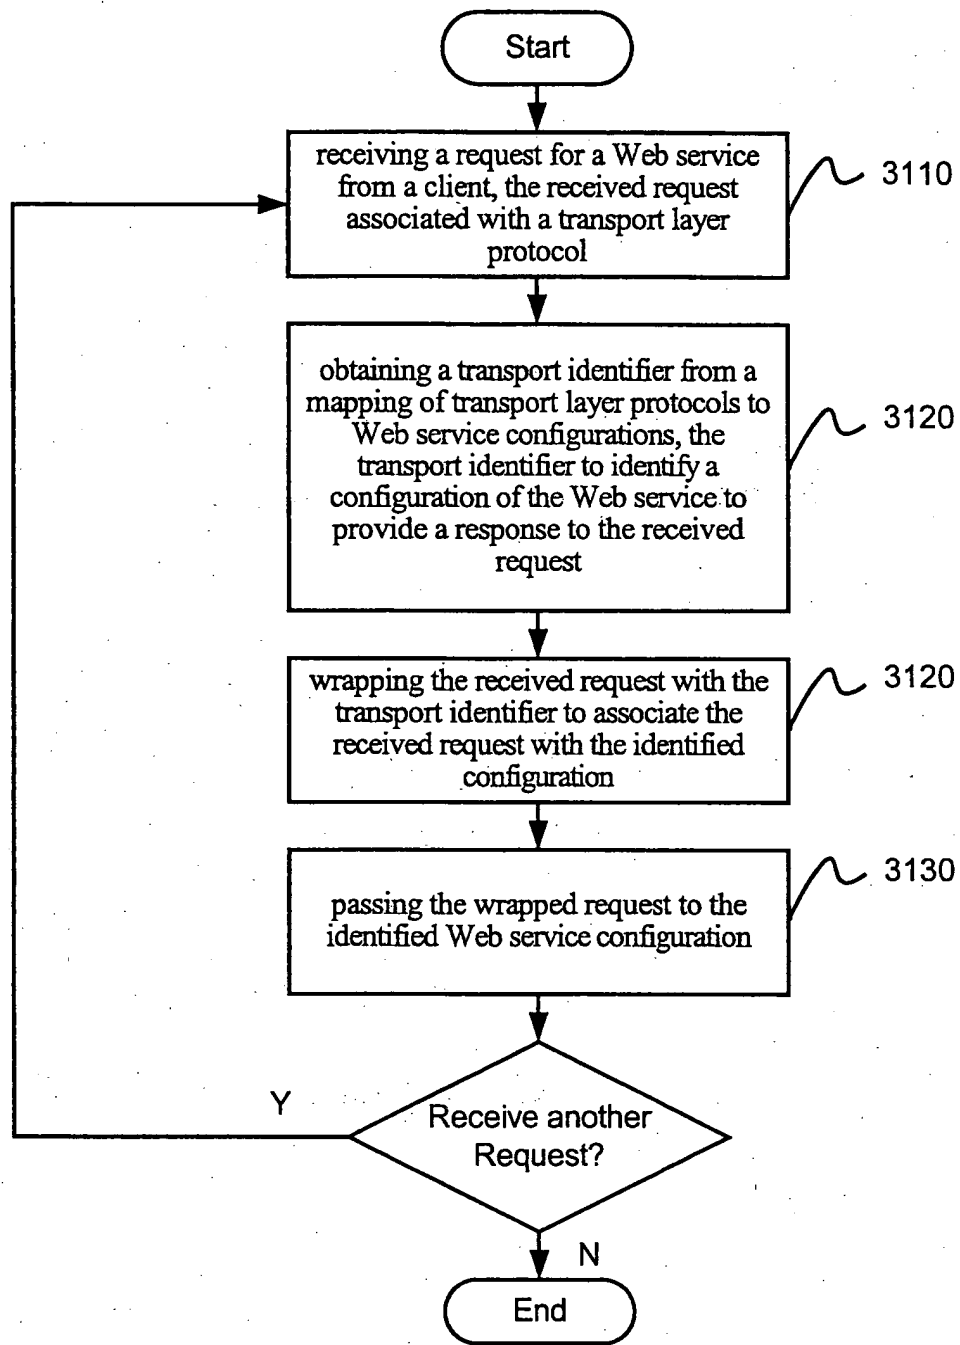 Start
receiving a request for a Web service
from a client, the received request
associated with a transport layer
protocol
3110
obtaining a transport identifier from a
mapping of transport layer protocols to
Web service configurations, the
transport identifier to identify a
configuration of the Web service to
provide a response to the received
request
3120
wrapping the received request with the
transport identifier to associate the
received request with the identified
configuration
3120
passing the wrapped request to the
identified Web service configuration
3130
Receive another
Request?
Y
N
End